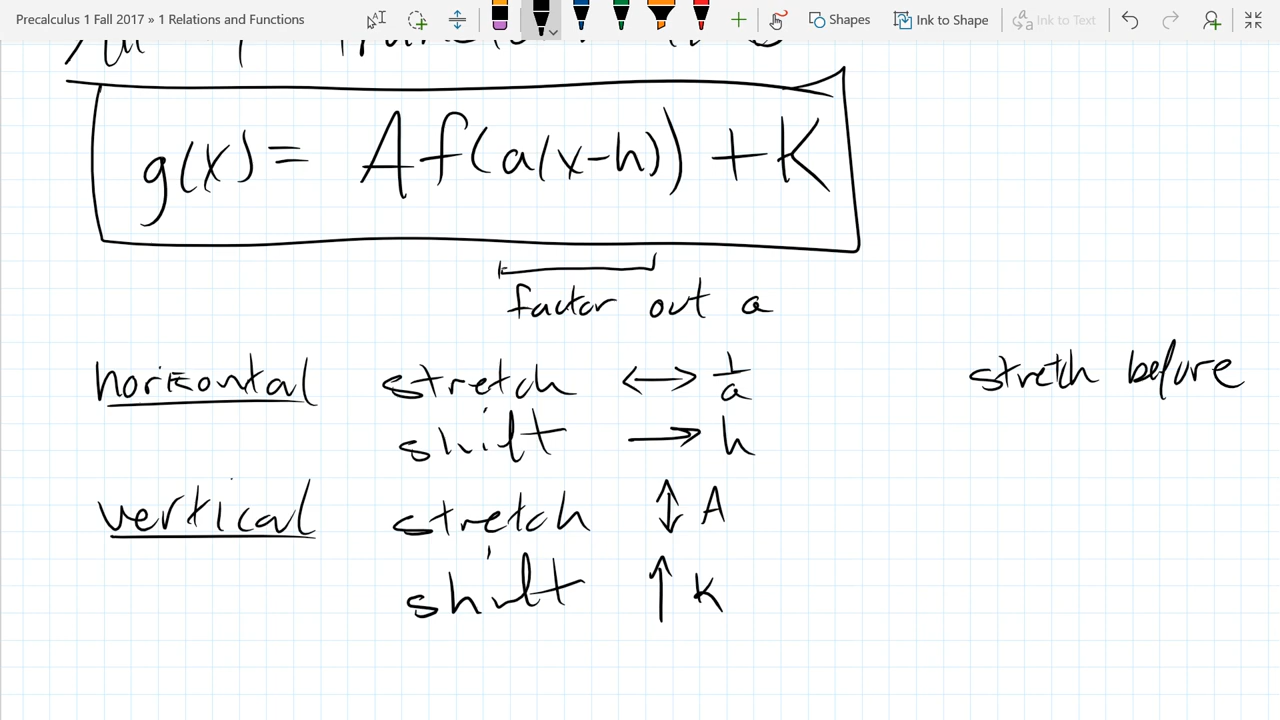 Precalculus 1 Fall 2017 » 1 Relations and Functions
Shapes
Ink to Shape
Ink to Text
g(x) = Af(a(x-h)) + K
factor out a
horizontal stretch ↔ 1/a
stretch before
shift → h
vertical stretch ↕ A
shift ↑ K